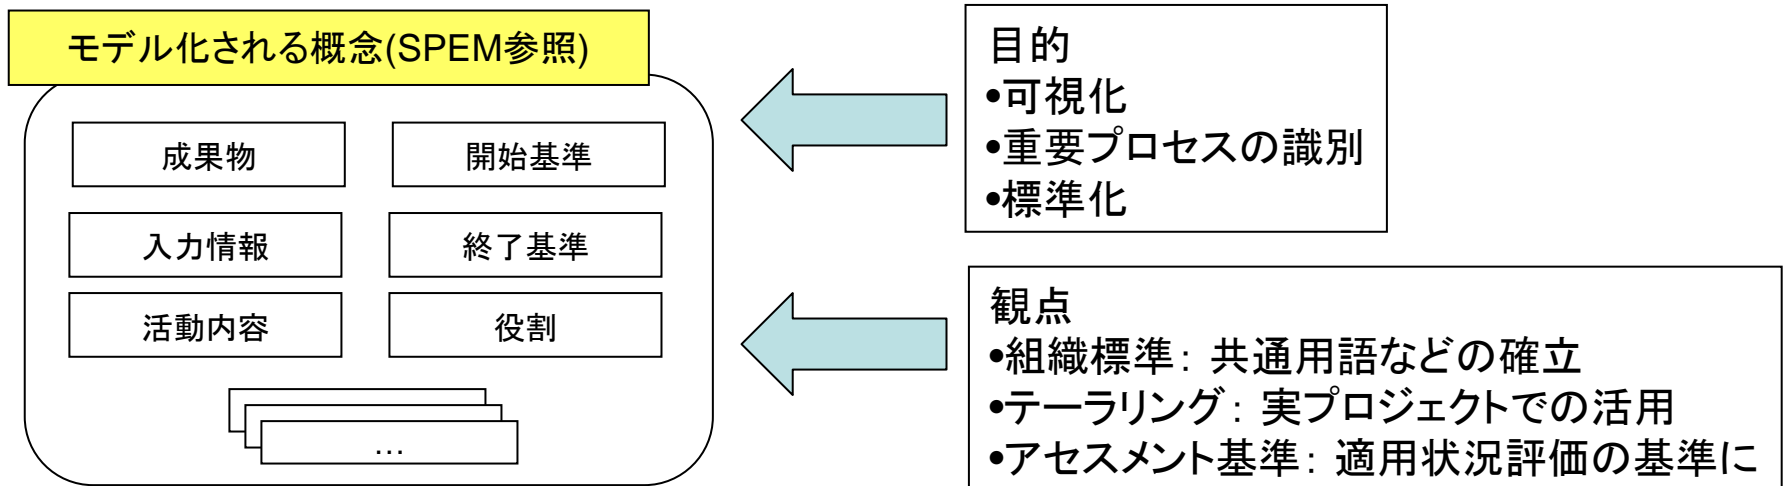 モデル化される概念(SPEM参照)
成果物
開始基準
入力情報
終了基準
活動内容
役割
…
目的
•可視化
•重要プロセスの識別
•標準化
観点
•組織標準：共通用語などの確立
•テーラリング：実プロジェクトでの活用
•アセスメント基準：適用状況評価の基準に